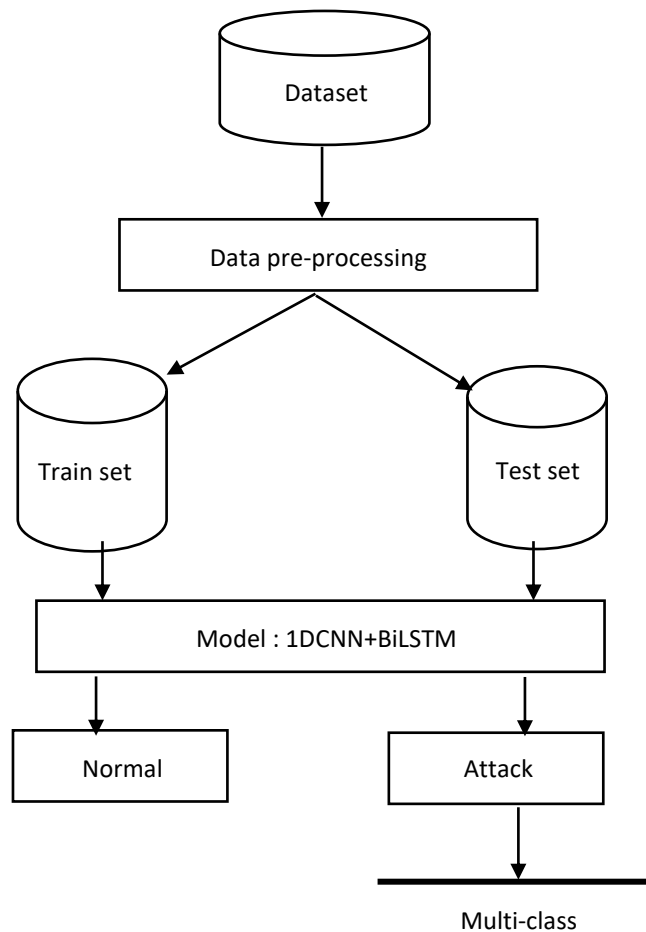 Dataset
Data pre-processing
Train set
Test set
Model : 1DCNN+BiLSTM
Normal
Attack
Multi-class